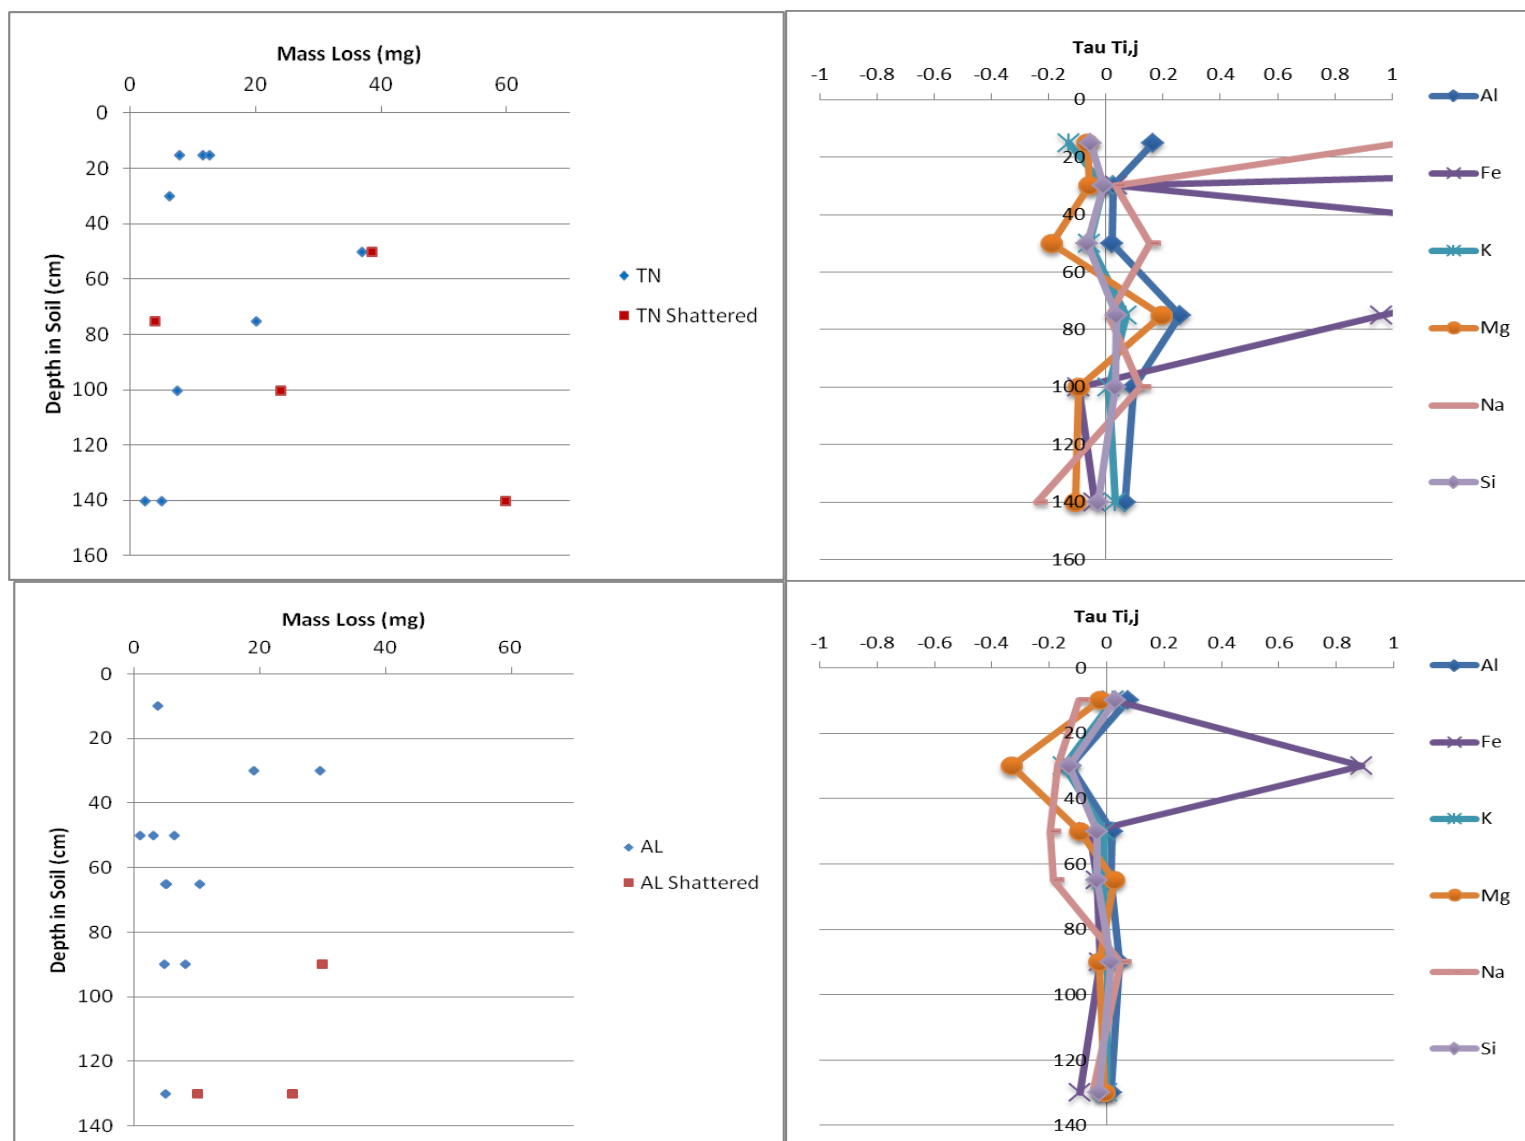 Mass Loss (mg)
0 20 40 60
0
20
40
60
80
100
120
140
160
Depth in Soil (cm)
TN
TN Shattered
Tau Ti,j
-1 -0.8 -0.6 -0.4 -0.2 0 0.2 0.4 0.6 0.8 1
0
20
40
60
80
100
120
140
160
Al
Fe
K
Mg
Na
Si
Mass Loss (mg)
0 20 40 60
0
20
40
60
80
100
120
140
Depth in Soil (cm)
AL
AL Shattered
Tau Ti,j
-1 -0.8 -0.6 -0.4 -0.2 0 0.2 0.4 0.6 0.8 1
0
20
40
60
80
100
120
140
Al
Fe
K
Mg
Na
Si